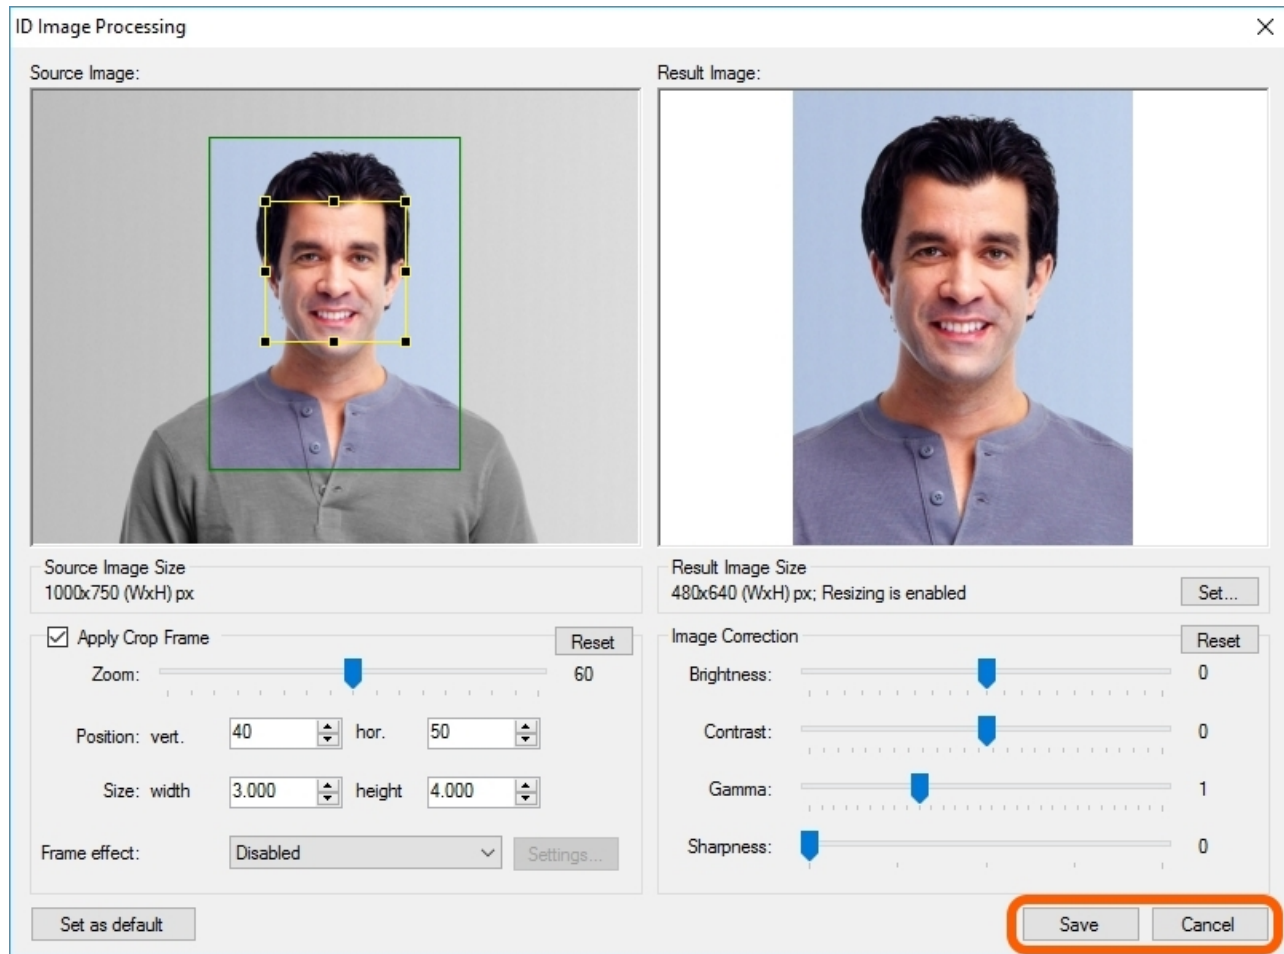 ID Image Processing
Source Image:
Result Image:
Source Image Size
1000x750 (WxH) px
Result Image Size
480x640 (WxH) px; Resizing is enabled
Set...
Apply Crop Frame
Reset
Zoom:
60
Position: vert.
40
hor.
50
Size: width
3.000
height
4.000
Frame effect:
Disabled
Settings...
Image Correction
Reset
Brightness:
0
Contrast:
0
Gamma:
1
Sharpness:
0
Set as default
Save
Cancel